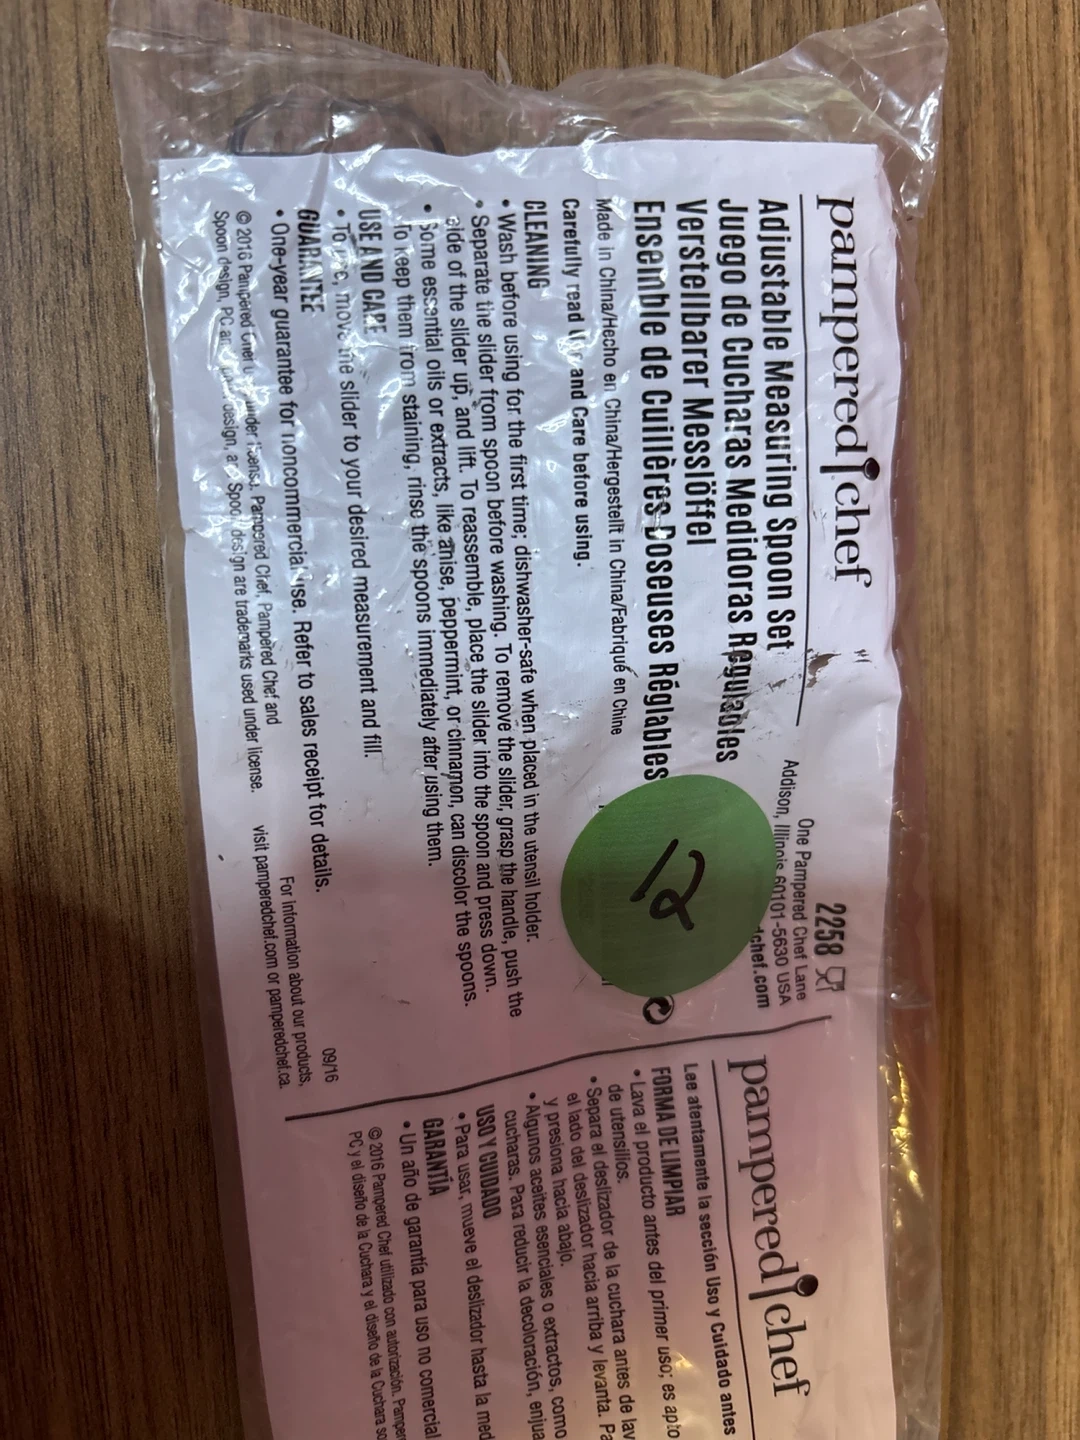 pampered chef
2258
One Pampered Chef Lane
Addison, Illinois 60101-5630 USA
chef.com
Adjustable Measuring Spoon Set
Juego de Cucharas Medidoras Regulables
Verstellbarer Messlöffel
Ensemble de Cuillères Doseuses Réglables
12
Made in China/Hecho en China/Hergestellt in China/Fabriqué en Chine
Carefully read Use and Care before using.
CLEANING
• Wash before using for the first time; dishwasher-safe when placed in the utensil holder.
• Separate the slider from spoon before washing. To remove the slider, grasp the handle, push the
side of the slider up, and lift. To reassemble, place the slider into the spoon and press down.
• Some essential oils or extracts, like anise, peppermint, or cinnamon, can discolor the spoons.
To keep them from staining, rinse the spoons immediately after using them.
USE AND CARE
• To use, move the slider to your desired measurement and fill.
GUARANTEE
• One-year guarantee for noncommercial use. Refer to sales receipt for details.
© 2016 Pampered Chef used under license. Pampered Chef, Pampered Chef and
Spoon design, PC and Spoon design, and Spoon design are trademarks used under license.
For information about our products,
visit pamperedchef.com or pamperedchef.ca.
09/16
pampered chef
Lee atentamente la sección Uso y Cuidado antes
FORMA DE LIMPIAR
• Lava el producto antes del primer uso; es apto
de utensilios.
• Separa el deslizador de la cuchara antes de lav
el lado del deslizador hacia arriba y levanta. Pa
y presiona hacia abajo.
• Algunos aceites esenciales o extractos, como
cucharas. Para reducir la decoloración, enjua
USO Y CUIDADO
• Para usar, mueve el deslizador hasta la med
GARANTÍA
• Un año de garantía para uso no comercial
© 2016 Pampered Chef utilizado con autorización. Pamper
PC y el diseño de la Cuchara y el diseño de la Cuchara so